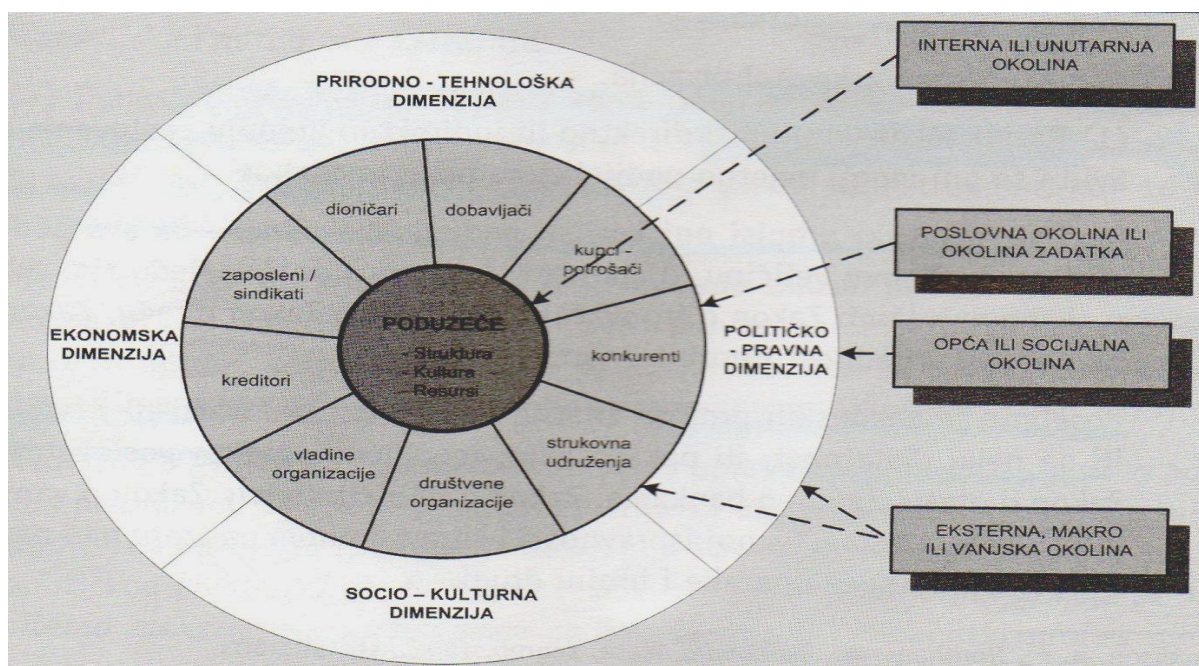 PRIRODNO - TEHNOLOŠKA
DIMENZIJA
dioničari
dobavljači
kupci -
potrošači
konkurenti
strukovna
udruženja
društvene
organizacije
vladine
organizacije
kreditori
zaposleni /
sindikati
PODUZEĆE
- Struktura
- Kultura
- Resursi
EKONOMSKA
DIMENZIJA
POLITIČKO
- PRAVNA
DIMENZIJA
SOCIO – KULTURNA
DIMENZIJA
INTERNA ILI UNUTARNJA
OKOLINA
POSLOVNA OKOLINA ILI
OKOLINA ZADATKA
OPĆA ILI SOCIJALNA
OKOLINA
EKSTERNA, MAKRO
ILI VANJSKA OKOLINA